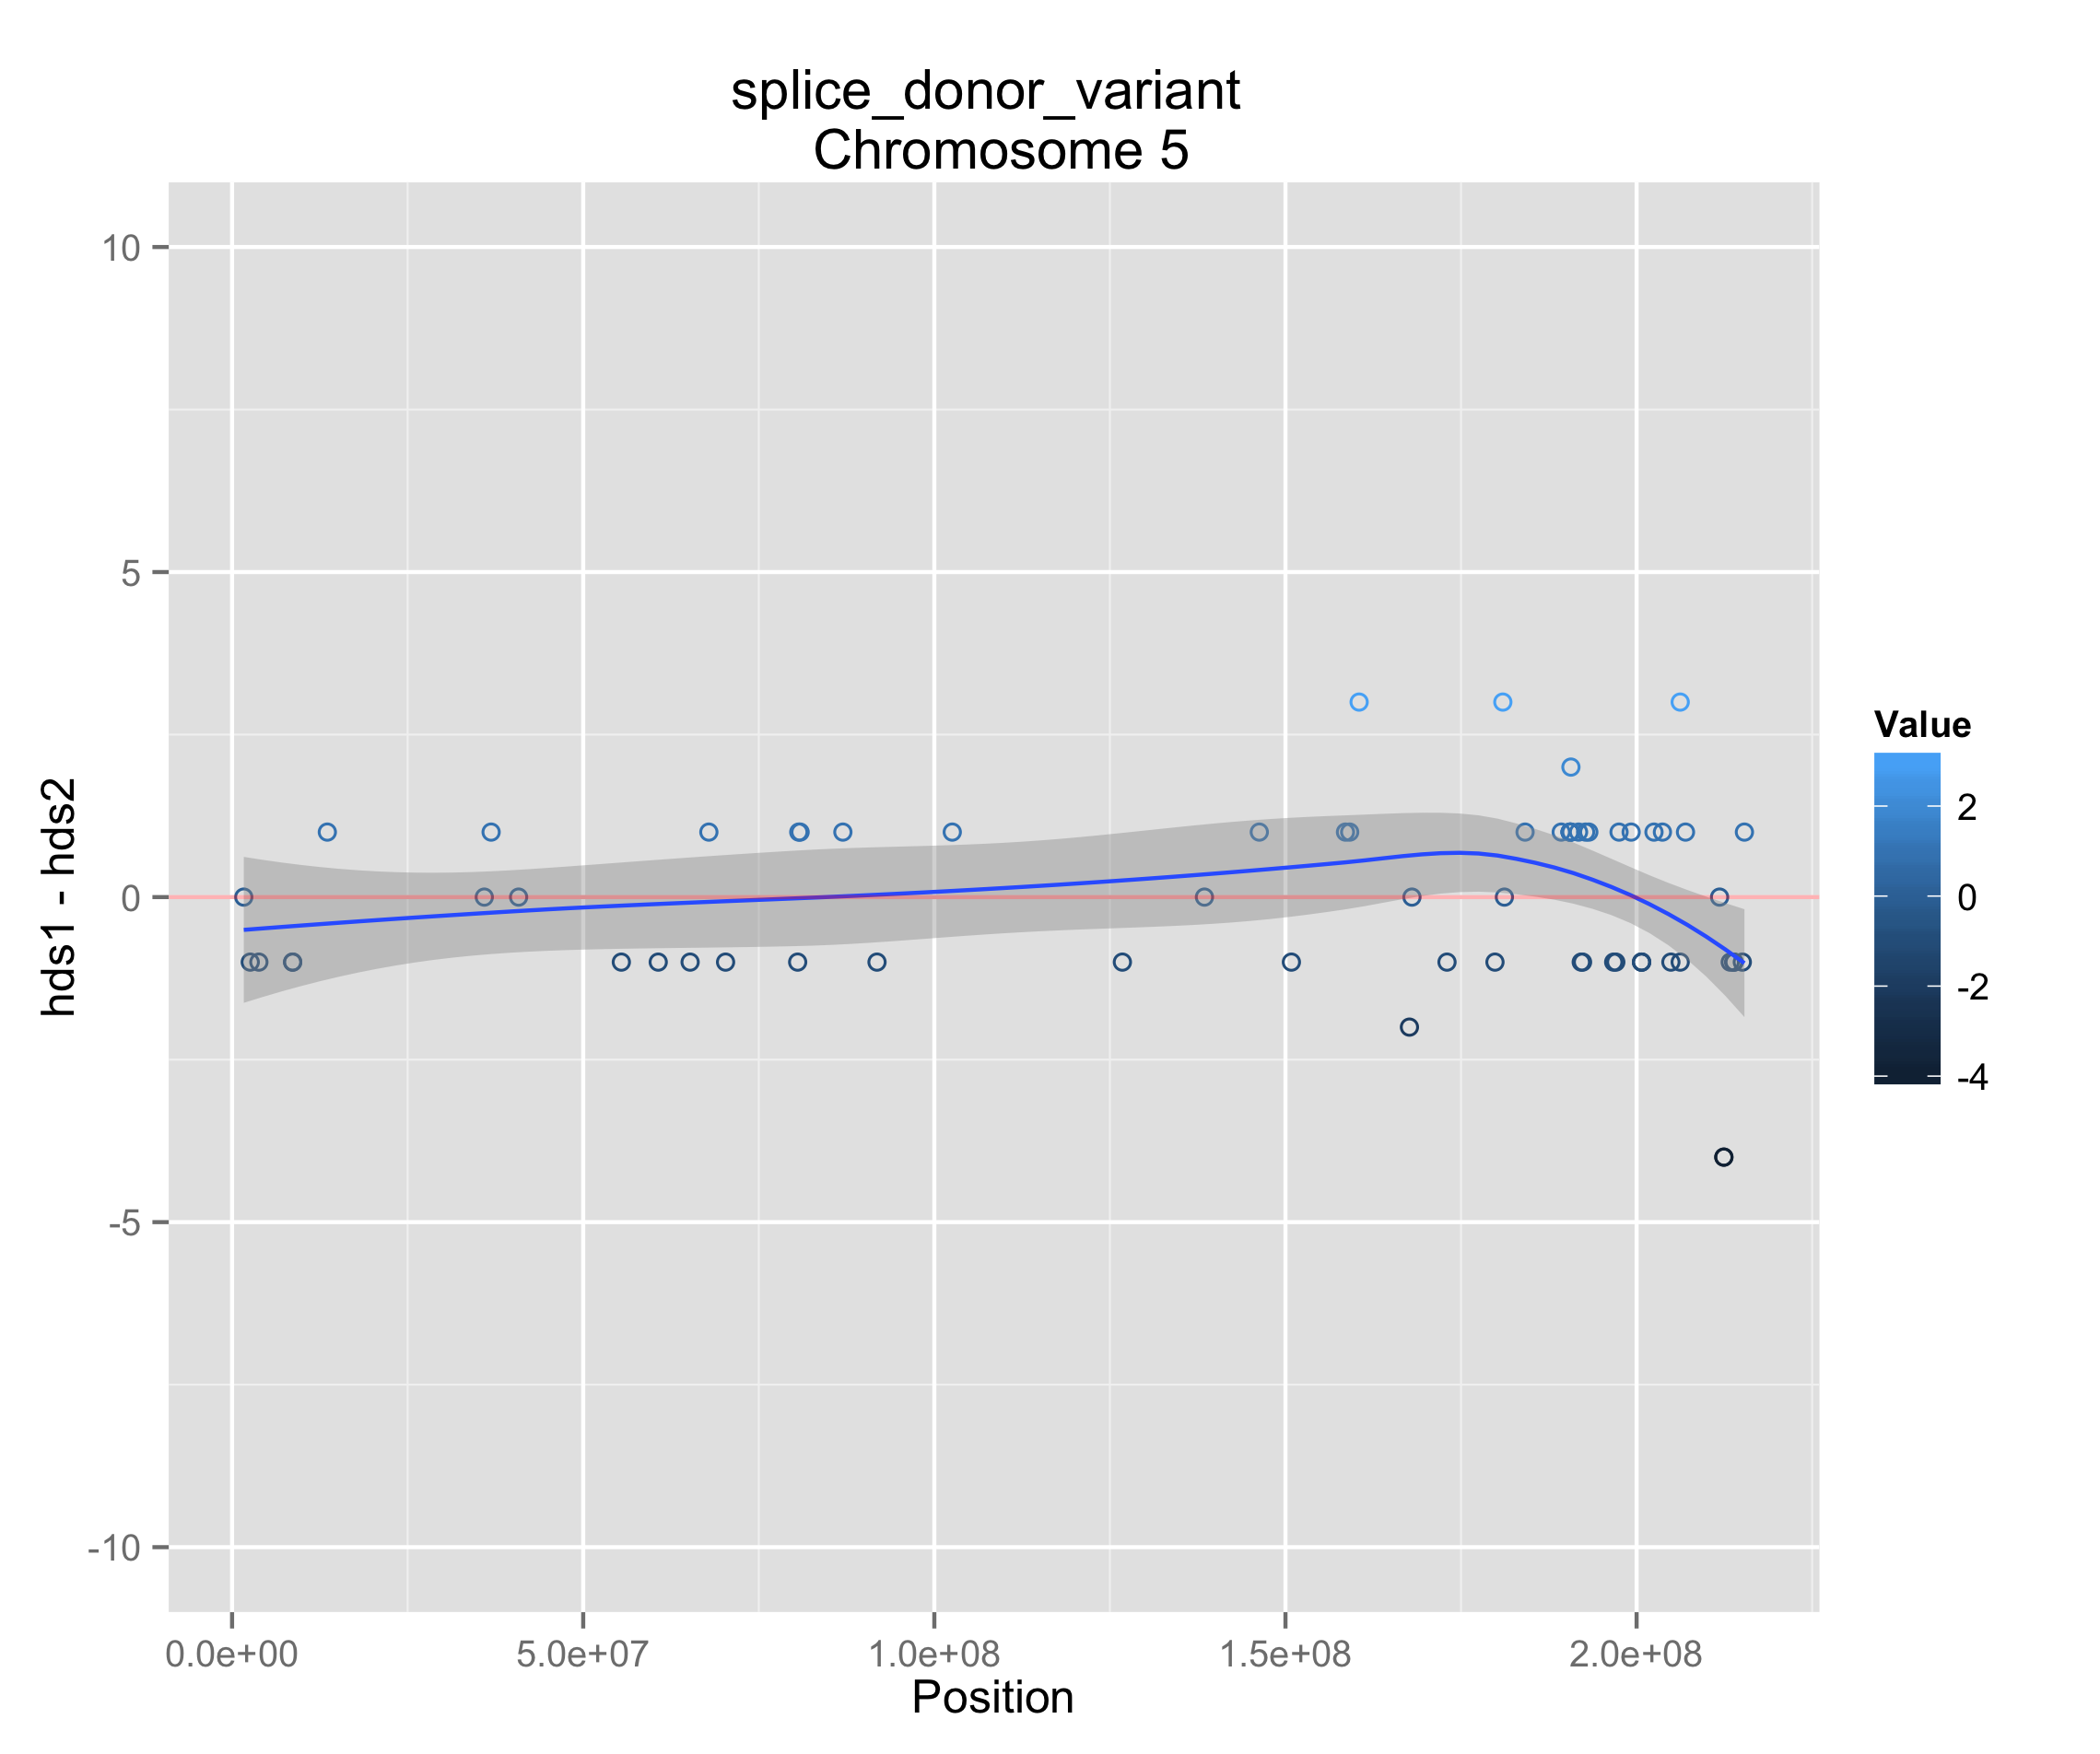 splice_donor_variant
Chromosome 5
10
5
0
-5
-10
hds1 - hds2
0.0e+00 5.0e+07 1.0e+08 1.5e+08 2.0e+08
Position
Value
2
0
-2
-4